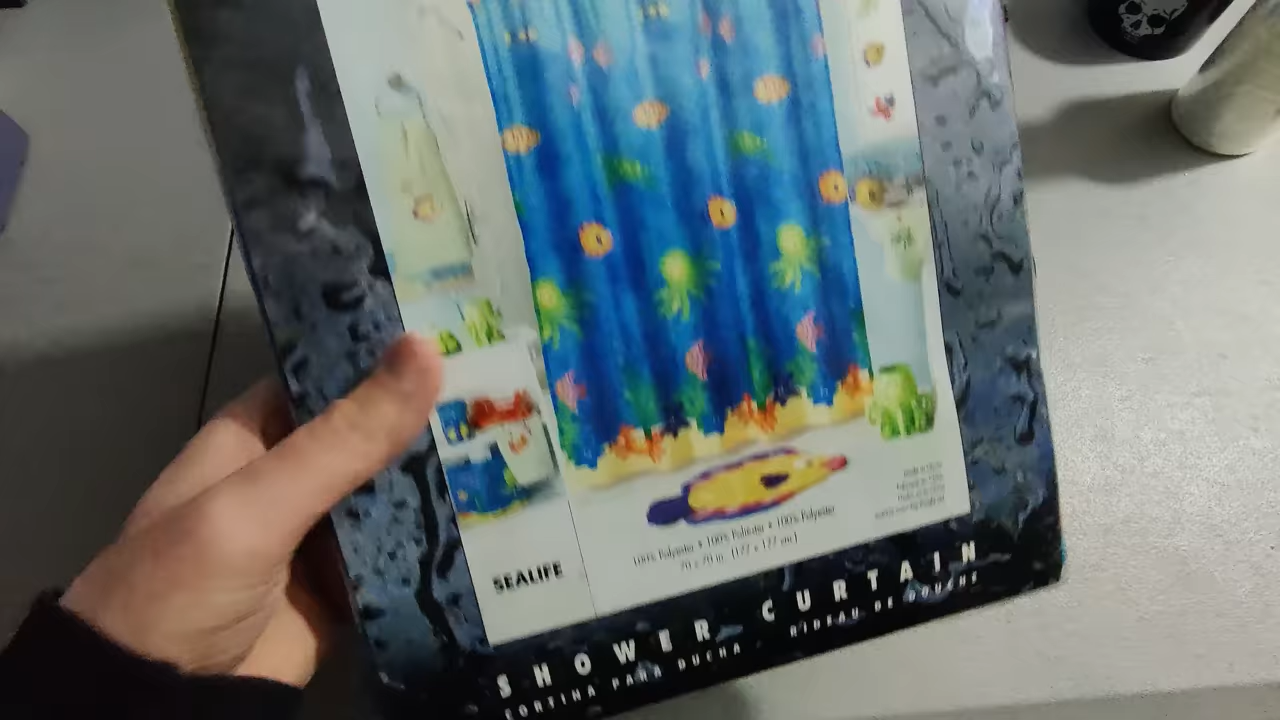 SEALIFE
100% Polyester • 100% Poliéster • 100% Polyester
70 x 70 in. (177 x 177 cm.)
SHOWER CURTAIN
CORTINA PARA DUCHA • RIDEAU DE DOUCHE